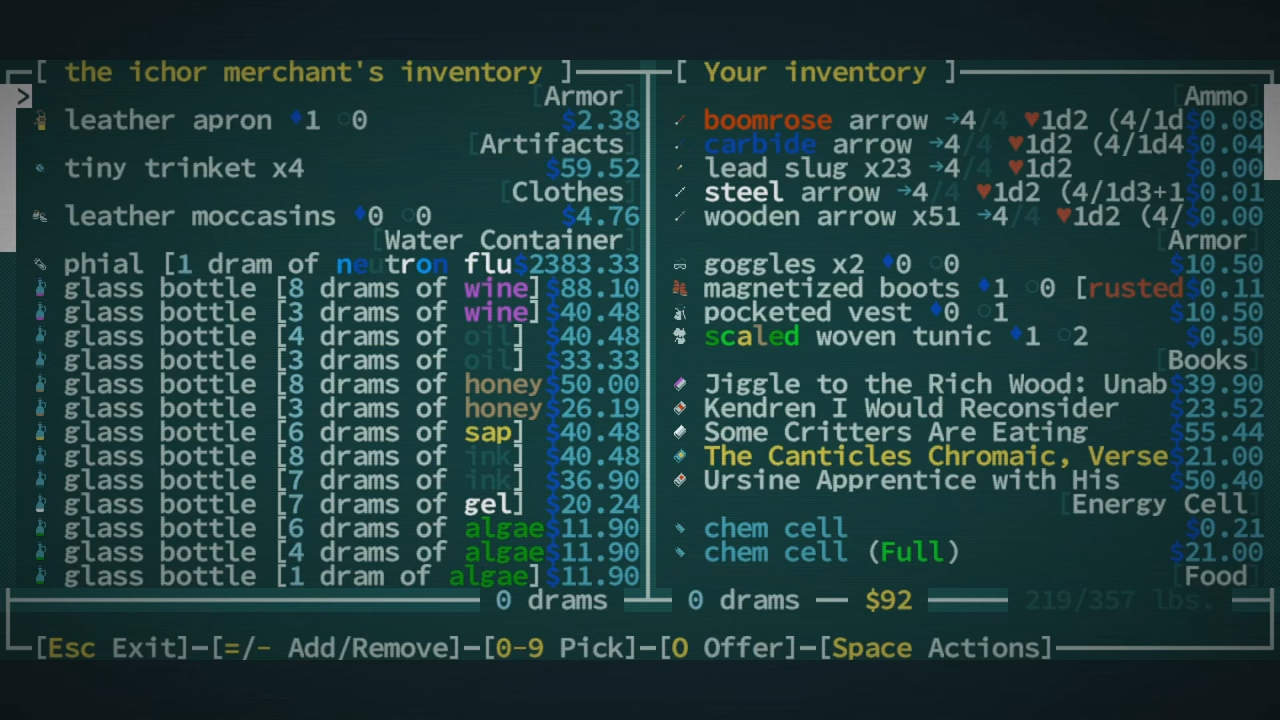 [ the ichor merchant's inventory ]
>
[Armor]
leather apron ♦1 ○0 $2.38
[Artifacts]
tiny trinket x4 $59.52
[Clothes]
leather moccasins ♦0 ○0 $4.76
[Water Container]
phial [1 dram of neutron flu$2383.33
glass bottle [8 drams of wine]$88.10
glass bottle [3 drams of wine]$40.48
glass bottle [4 drams of oil]$40.48
glass bottle [3 drams of oil]$33.33
glass bottle [8 drams of honey$50.00
glass bottle [3 drams of honey$26.19
glass bottle [6 drams of sap]$40.48
glass bottle [8 drams of ink]$40.48
glass bottle [7 drams of ink]$36.90
glass bottle [7 drams of gel]$20.24
glass bottle [6 drams of algae$11.90
glass bottle [4 drams of algae$11.90
glass bottle [1 dram of algae]$11.90
0 drams
[ Your inventory ]
[Ammo]
boomrose arrow →4/4 ♥1d2 (4/1d$0.08
carbide arrow →4/4 ♥1d2 (4/1d4$0.04
lead slug x23 →4/4 ♥1d2 $0.00
steel arrow →4/4 ♥1d2 (4/1d3+1$0.01
wooden arrow x51 →4/4 ♥1d2 (4/$0.00
[Armor]
goggles x2 ♦0 ○0 $10.50
magnetized boots ♦1 ○0 [rusted$0.11
pocketed vest ♦0 ○1 $10.50
scaled woven tunic ♦1 ○2 $0.50
[Books]
Jiggle to the Rich Wood: Unab$39.90
Kendren I Would Reconsider $23.52
Some Critters Are Eating $55.44
The Canticles Chromaic, Verse$21.00
Ursine Apprentice with His $50.40
[Energy Cell]
chem cell $0.21
chem cell (Full) $21.00
[Food]
0 drams — $92 219/357 lbs.
[Esc Exit]—[=/- Add/Remove]—[0-9 Pick]—[O Offer]—[Space Actions]